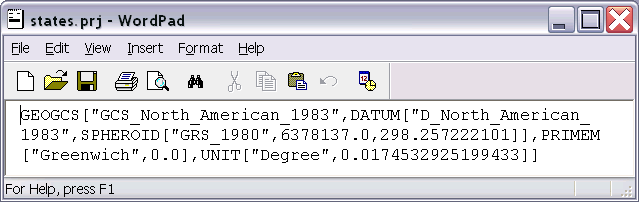 states.prj - WordPad
File Edit View Insert Format Help
GEOGCS["GCS_North_American_1983",DATUM["D_North_American_
1983",SPHEROID["GRS_1980",6378137.0,298.257222101]],PRIMEM
["Greenwich",0.0],UNIT["Degree",0.0174532925199433]]
For Help, press F1